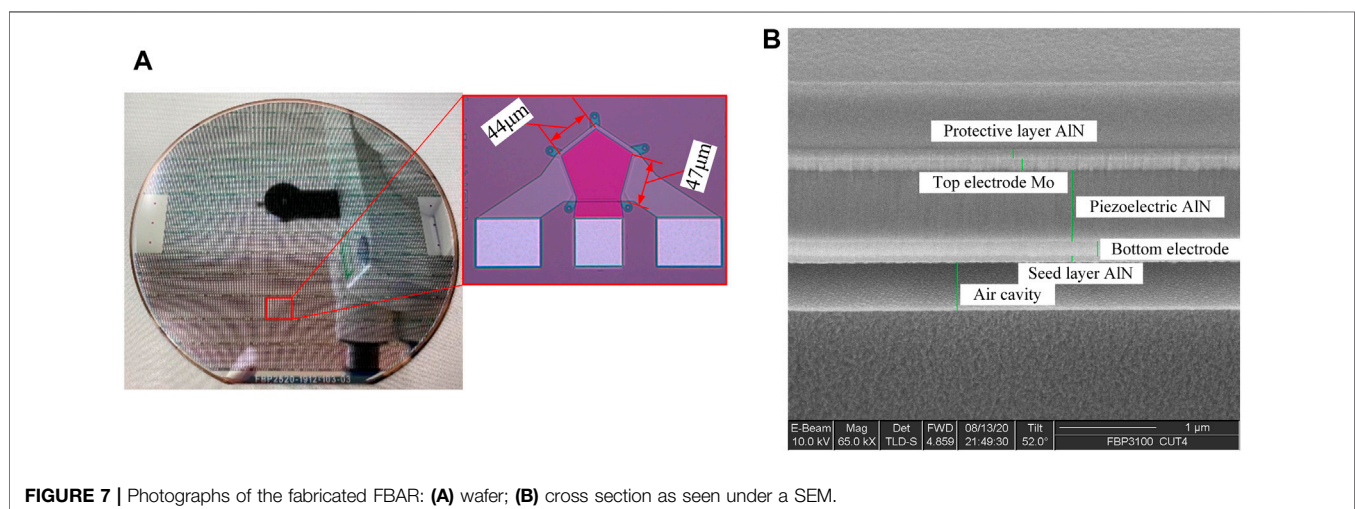 A
44μm
47μm
FBP2520-1912-103-03
B
Protective layer AlN
Top electrode Mo
Piezoelectric AlN
Bottom electrode
Seed layer AlN
Air cavity
E-Beam Mag Det FWD 08/13/20 Tilt 1 μm
10.0 kV 65.0 kX TLD-S 4.859 21:49:30 52.0° FBP3100 CUT4
FIGURE 7 | Photographs of the fabricated FBAR: (A) wafer; (B) cross section as seen under a SEM.